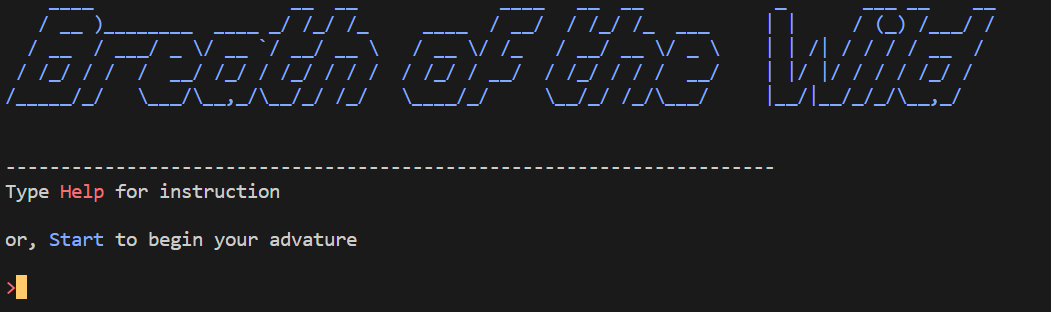 Breath of the Wild
----------------------------------------------------------------------
Type Help for instruction
or, Start to begin your advature
>